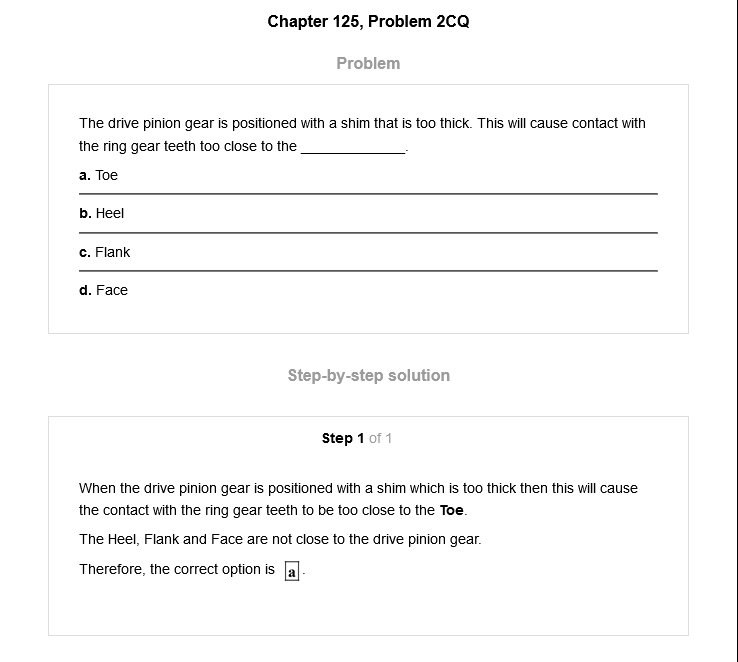 Chapter 125, Problem 2CQ
Problem
The drive pinion gear is positioned with a shim that is too thick. This will cause contact with
the ring gear teeth too close to the _____________.
a. Toe
b. Heel
c. Flank
d. Face
Step-by-step solution
Step 1 of 1
When the drive pinion gear is positioned with a shim which is too thick then this will cause
the contact with the ring gear teeth to be too close to the Toe.
The Heel, Flank and Face are not close to the drive pinion gear.
Therefore, the correct option is a.